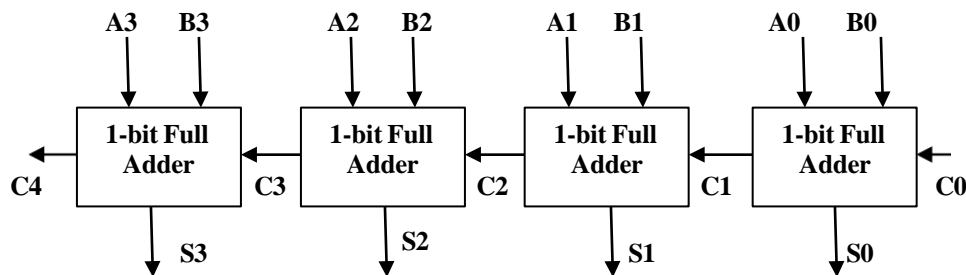 A3 B3 A2 B2 A1 B1 A0 B0
1-bit Full Adder 1-bit Full Adder 1-bit Full Adder 1-bit Full Adder
C4 C3 C2 C1 C0
S3 S2 S1 S0